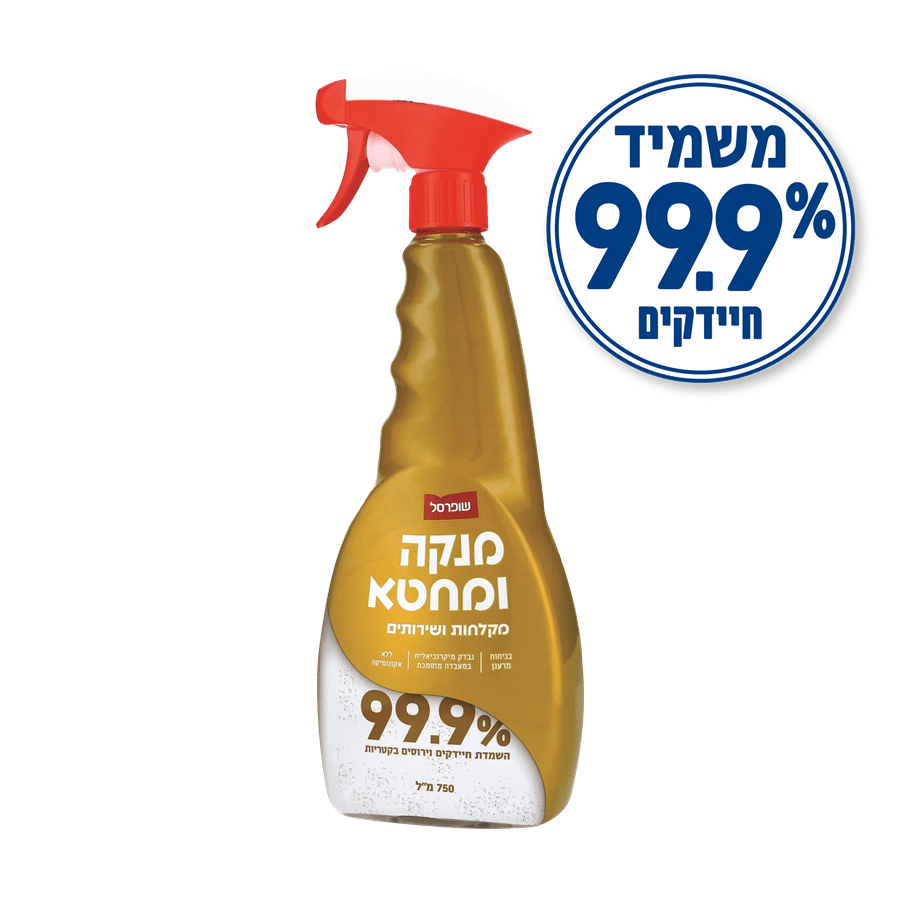 משמיד
99.9%
חיידקים
שופרסל
מנקה
ומחטא
מקלחות ושירותים
בניחוח
מרענן
נבדק מיקרוביאלית
במעבדה מוסמכת
ללא
אקונומיקה
99.9%
השמדת חיידקים וירוסים בקטריות
750 מ"ל